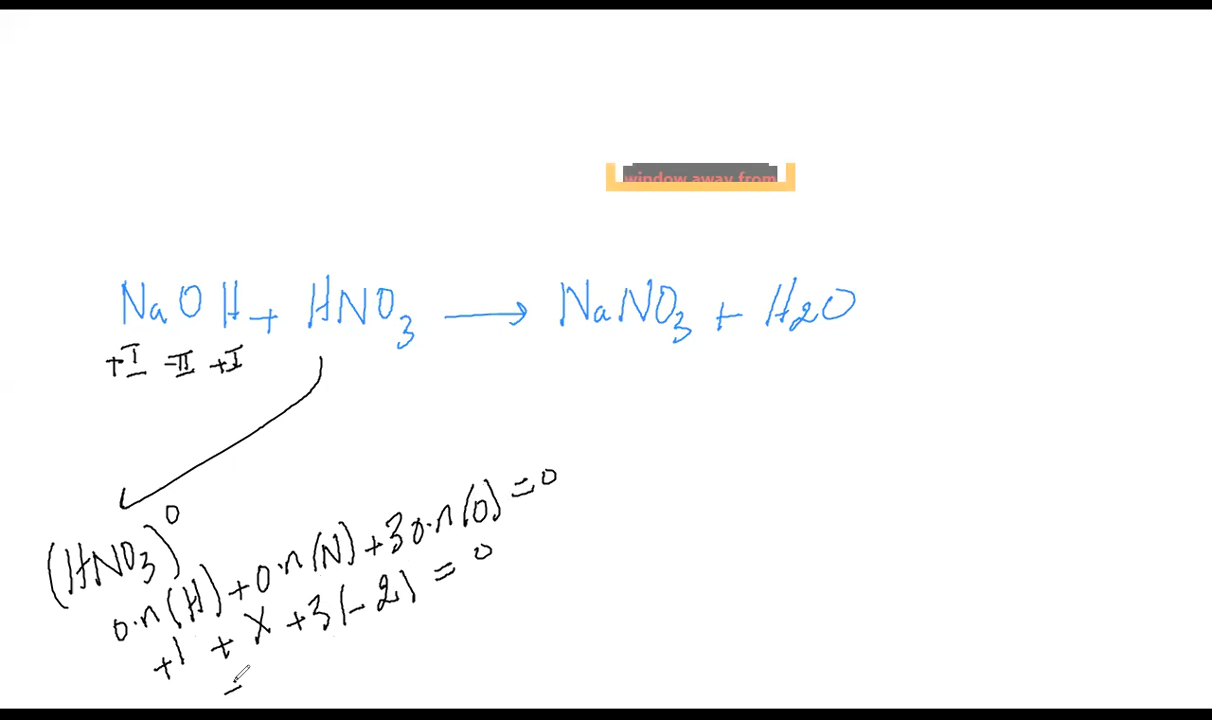 window away from
NaOH + HNO3 → NaNO3 + H2O
+I -II +I
(HNO3)0
o.n(H) + o.n(N) + 3 o.n(O) = 0
+1 + X + 3(-2) = 0